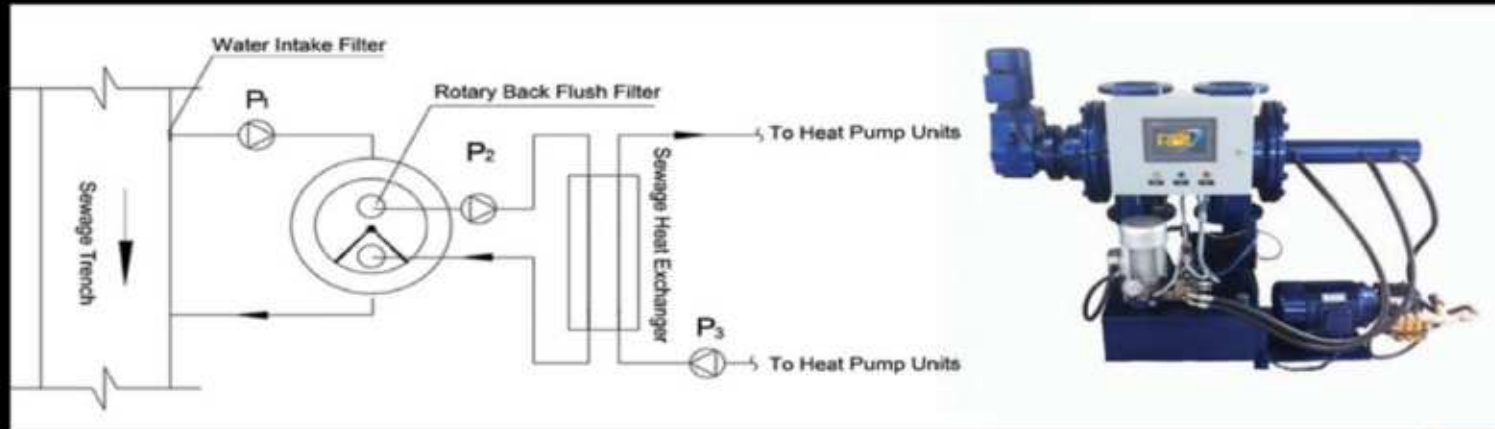 Water Intake Filter
P1
Rotary Back Flush Filter
P2
To Heat Pump Units
Sewage Trench
Sewage Heat Exchanger
P3
To Heat Pump Units